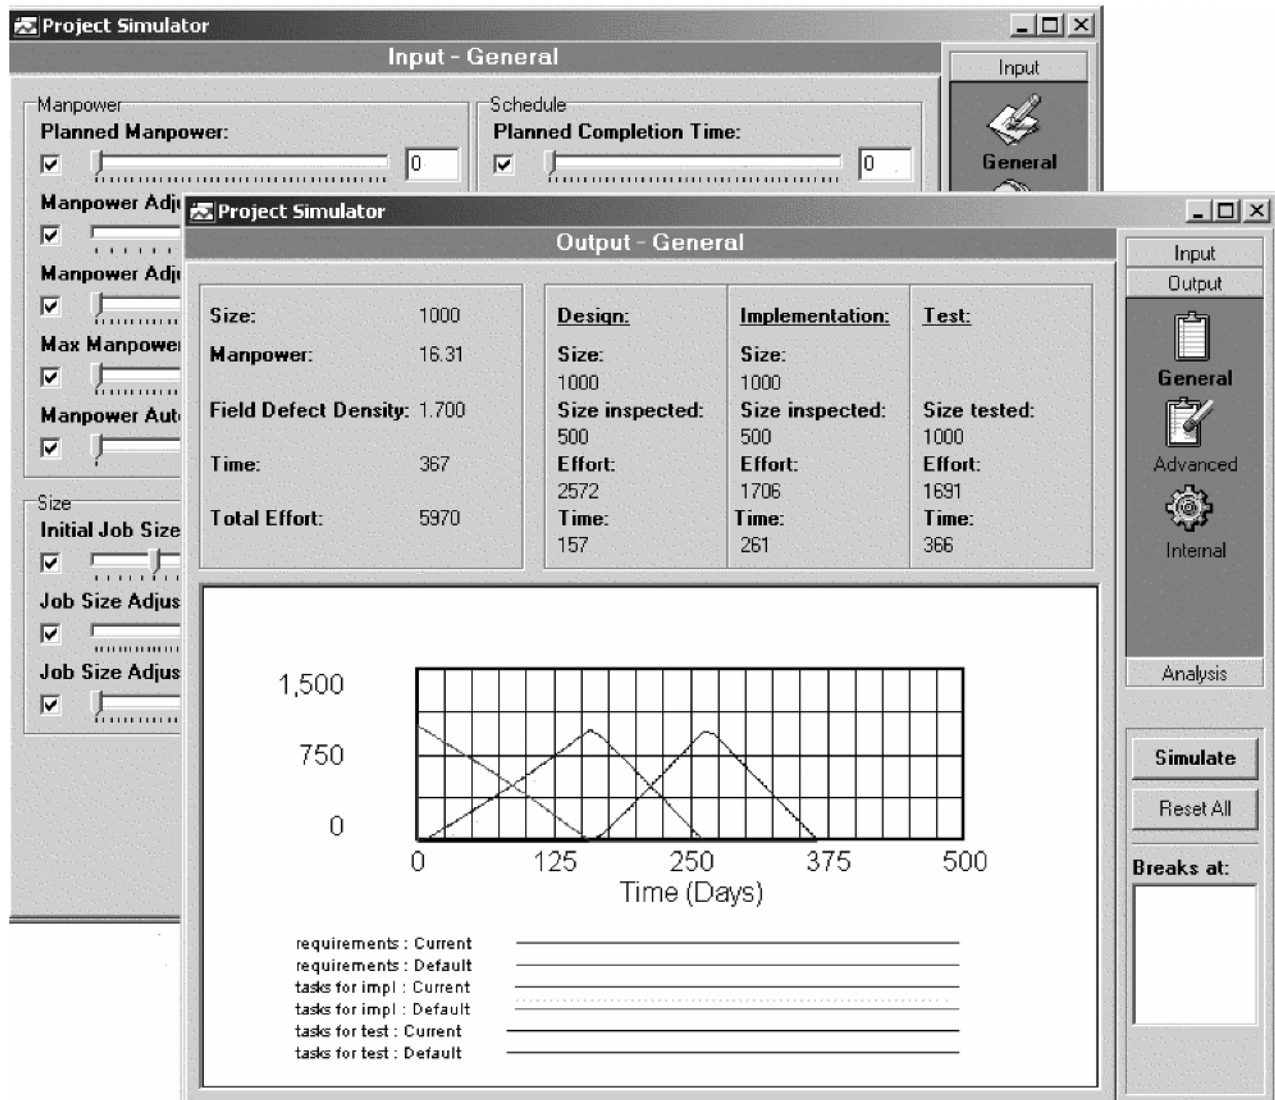 Project Simulator
Input - General
Input
Manpower
Schedule
Planned Manpower:
Planned Completion Time:
0
0
General
Manpower Adj
Manpower Adj
Max Manpower
Manpower Aut
Size
Initial Job Size
Job Size Adjus
Job Size Adjus
Project Simulator
Output - General
Input
Output
General
Advanced
Internal
Analysis
Simulate
Reset All
Breaks at:
Size: 1000
Manpower: 16.31
Field Defect Density: 1.700
Time: 367
Total Effort: 5970
Design:
Size:
1000
Size inspected:
500
Effort:
2572
Time:
157
Implementation:
Size:
1000
Size inspected:
500
Effort:
1706
Time:
261
Test:
Size tested:
1000
Effort:
1691
Time:
366
1,500
750
0
0 125 250 375 500
Time (Days)
requirements : Current
requirements : Default
tasks for impl : Current
tasks for impl : Default
tasks for test : Current
tasks for test : Default